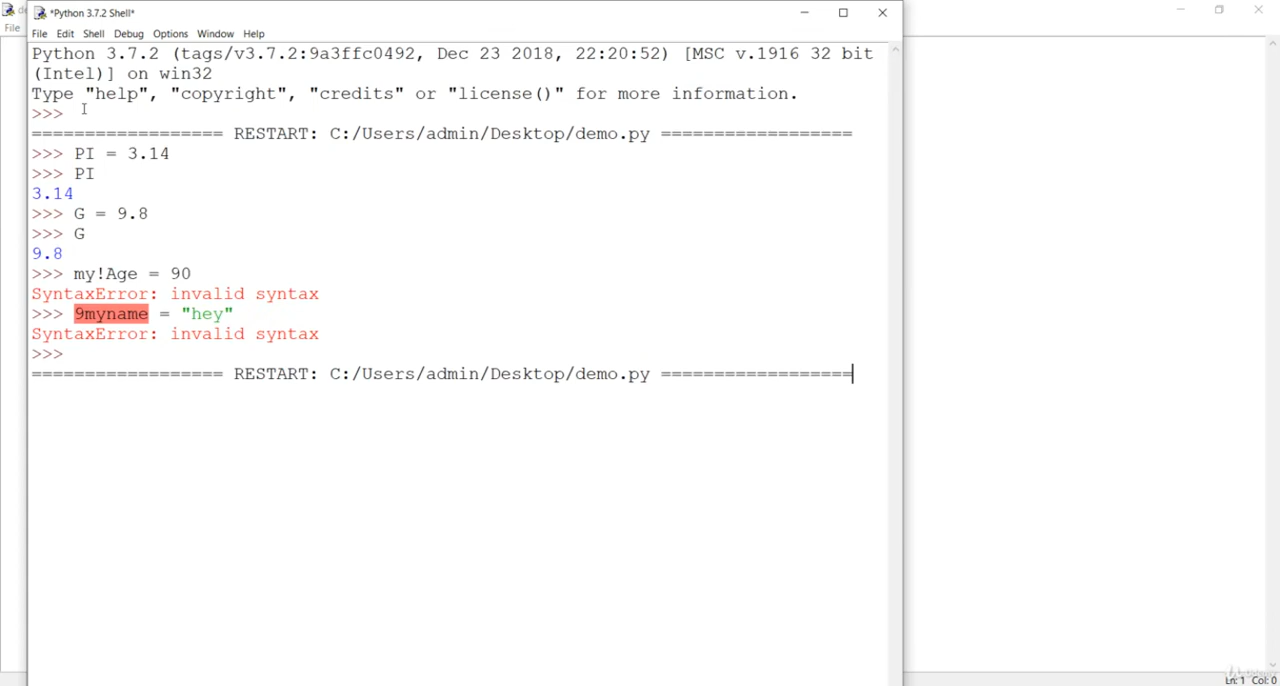 *Python 3.7.2 Shell*
File Edit Shell Debug Options Window Help
File
Python 3.7.2 (tags/v3.7.2:9a3ffc0492, Dec 23 2018, 22:20:52) [MSC v.1916 32 bit
(Intel)] on win32
Type "help", "copyright", "credits" or "license()" for more information.
>>>
================== RESTART: C:/Users/admin/Desktop/demo.py ==================
>>> PI = 3.14
>>> PI
3.14
>>> G = 9.8
>>> G
9.8
>>> my!Age = 90
SyntaxError: invalid syntax
>>> 9myname = "hey"
SyntaxError: invalid syntax
>>>
================== RESTART: C:/Users/admin/Desktop/demo.py ==================
Ln: 1 Col: 0